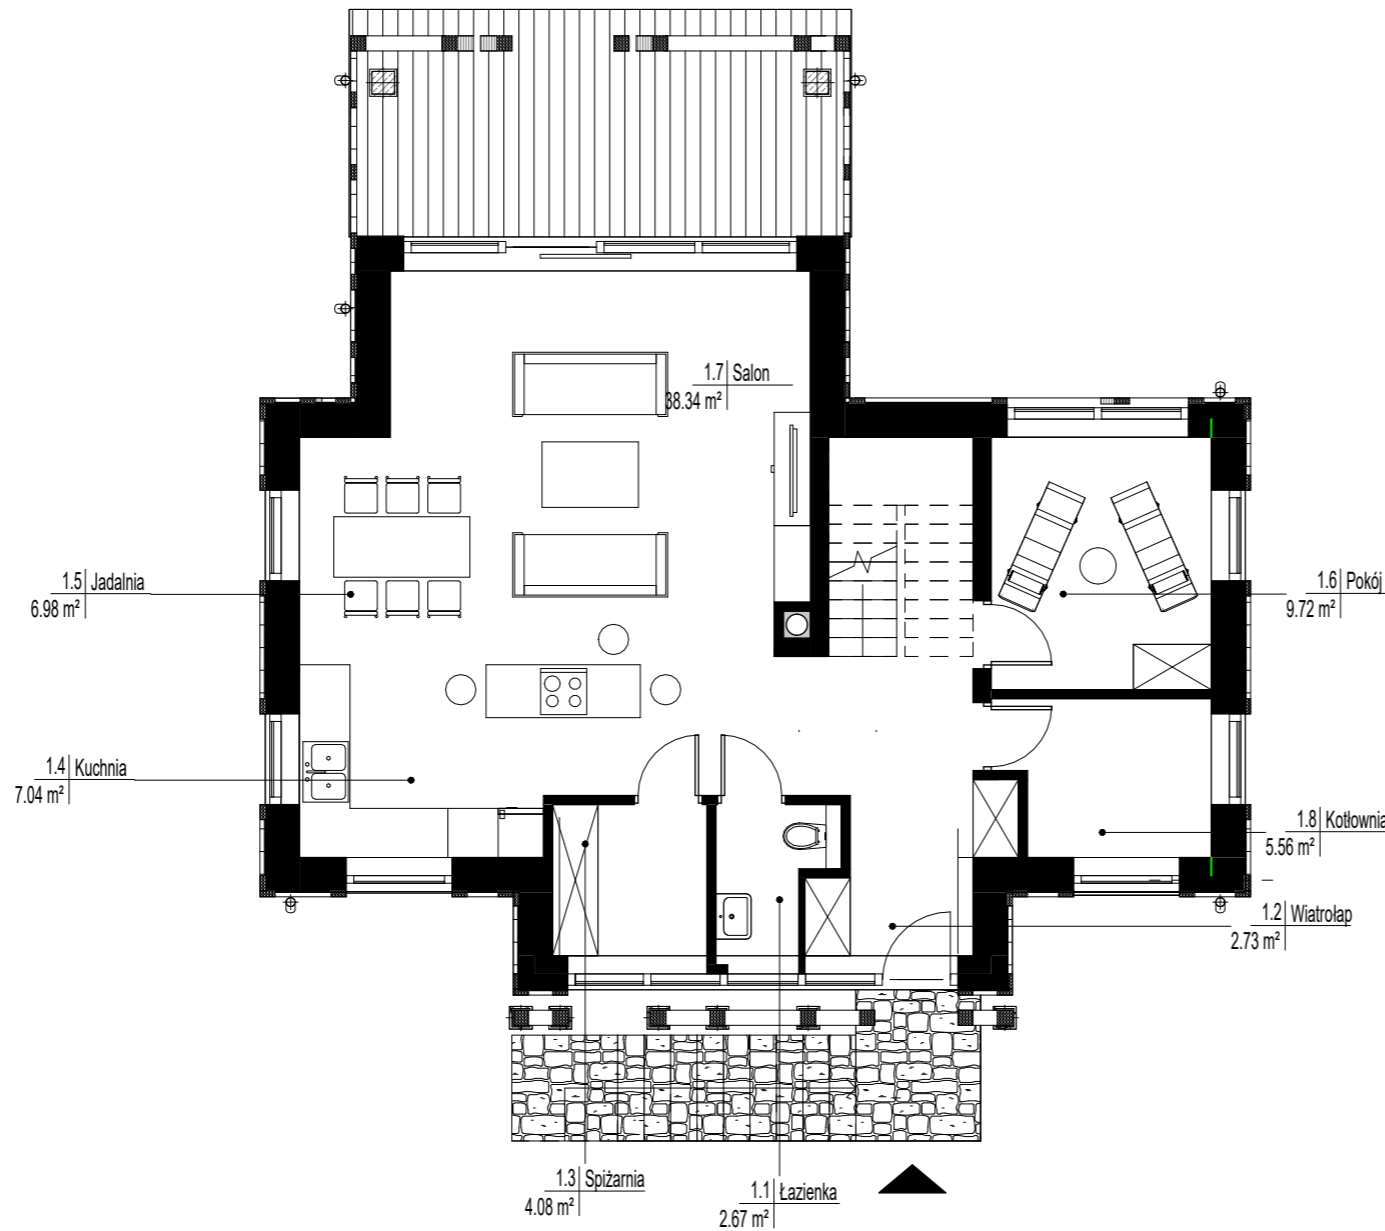 1.7 Salon
38.34 m²
1.5 Jadalnia
6.98 m²
1.6 Pokój
9.72 m²
1.4 Kuchnia
7.04 m²
1.8 Kotłownia
5.56 m²
1.2 Wiatrołap
2.73 m²
1.3 Spiżarnia
4.08 m²
1.1 Łazienka
2.67 m²